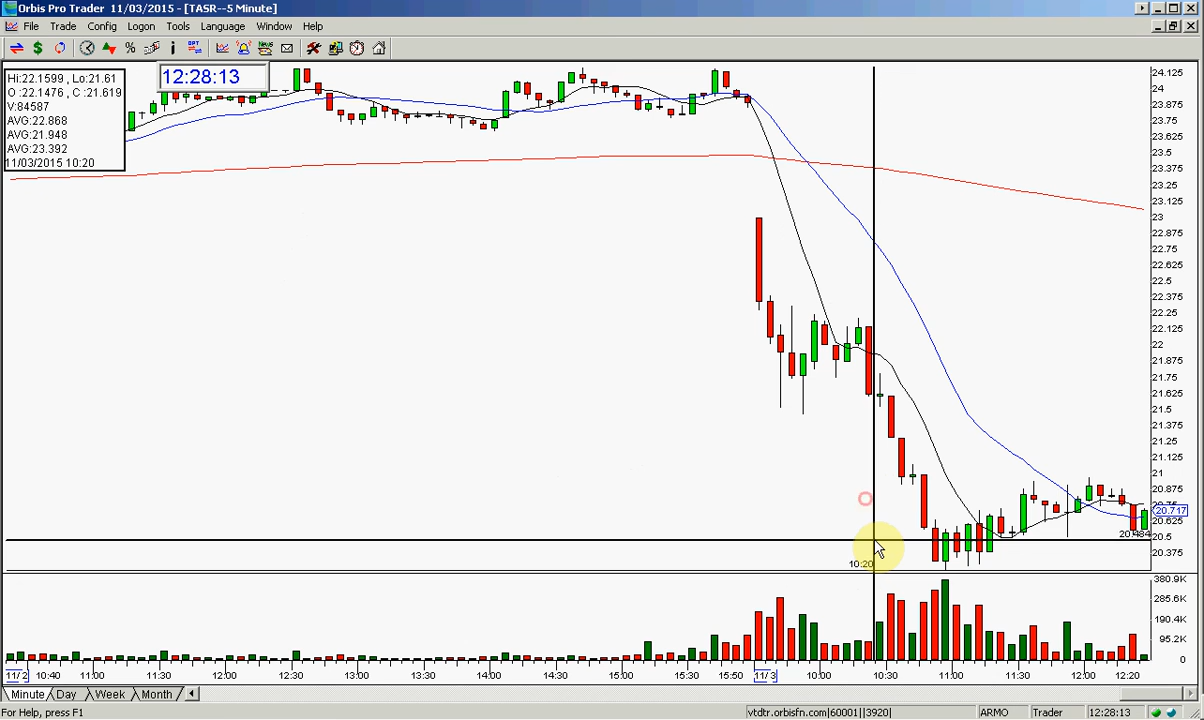 Orbis Pro Trader 11/03/2015 - [TASR--5 Minute]
File Trade Config Logon Tools Language Window Help
Hi:22.1599 , Lo:21.61
O :22.1476 , C :21.619
V:84587
AVG:22.868
AVG:21.948
AVG:23.392
11/03/2015 10:20
12:28:13
24.125
24
23.875
23.75
23.625
23.5
23.375
23.25
23.125
23
22.875
22.75
22.625
22.5
22.375
22.25
22.125
22
21.875
21.75
21.625
21.5
21.375
21.25
21.125
21
20.875
20.75
20.717
20.625
20.484
20.5
20.375
10:20
380.9K
285.6K
190.4K
95.2K
0
11/2 10:40 11:00 11:30 12:00 12:30 13:00 13:30 14:00 14:30 15:00 15:30 15:50 11/3 10:00 10:30 11:00 11:30 12:00 12:20
Minute Day Week Month
For Help, press F1
vtdtr.orbisfn.com|60001||3920|
ARMO
Trader
12:28:13